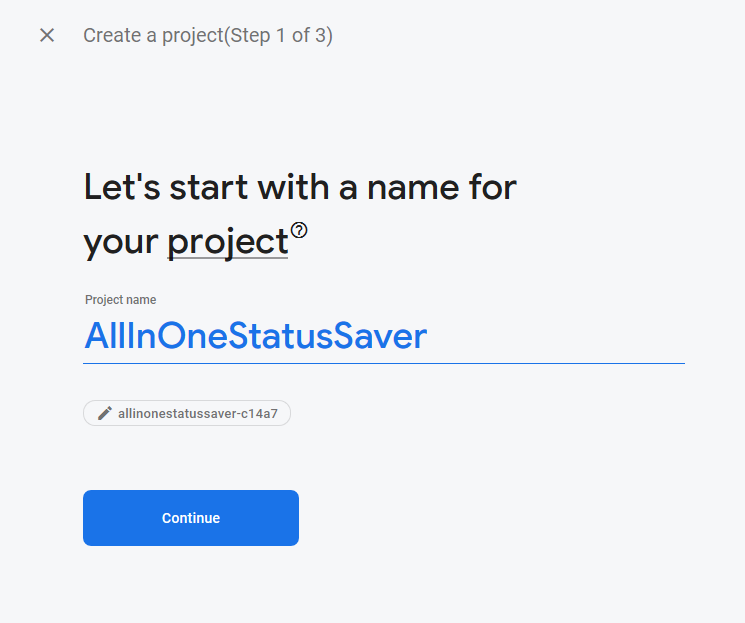 Create a project(Step 1 of 3)
Let's start with a name for
your project
Project name
AllInOneStatusSaver
allinonestatussaver-c14a7
Continue